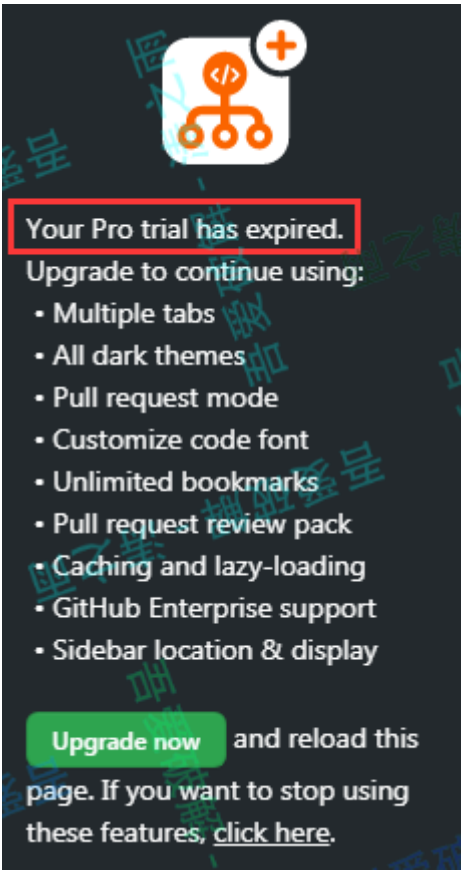 Your Pro trial has expired.
Upgrade to continue using:
• Multiple tabs
• All dark themes
• Pull request mode
• Customize code font
• Unlimited bookmarks
• Pull request review pack
• Caching and lazy-loading
• GitHub Enterprise support
• Sidebar location & display
Upgrade now and reload this
page. If you want to stop using
these features, click here.